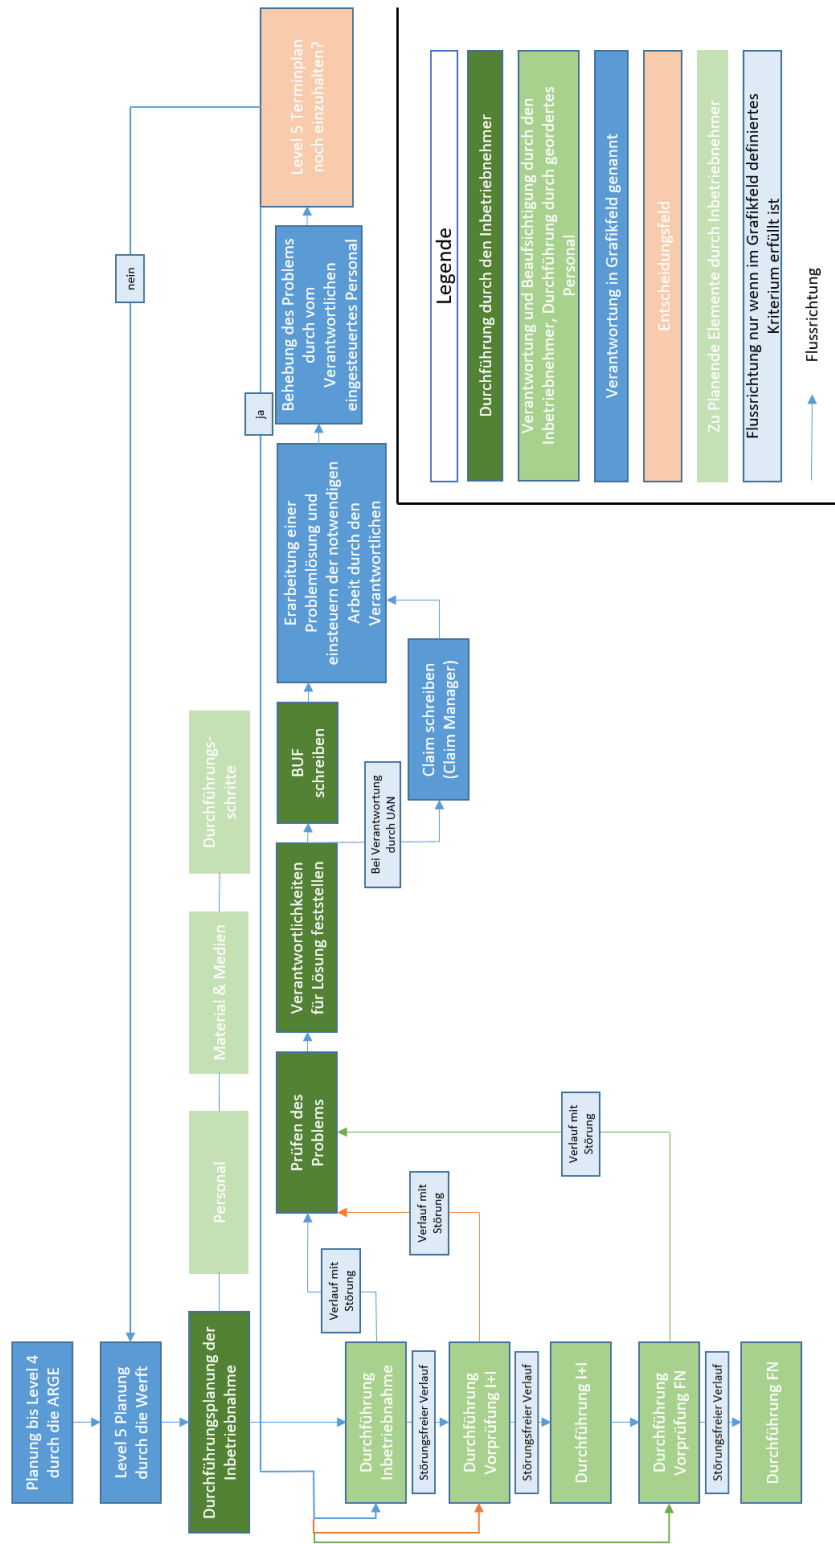 Planung bis Level 4
durch die ARGE
Level 5 Planung
durch die Werft
Durchführungsplanung der
Inbetriebnahme
Personal
Material & Medien
Durchführungs-
schritte
nein
ja
Durchführung
Inbetriebnahme
Störungsfreier Verlauf
Durchführung
Vorprüfung I+I
Störungsfreier Verlauf
Durchführung I+I
Durchführung
Vorprüfung FN
Störungsfreier Verlauf
Durchführung FN
Verlauf mit
Störung
Verlauf mit
Störung
Verlauf mit
Störung
Prüfen des
Problems
Verantwortlichkeiten
für Lösung feststellen
BUF
schreiben
Bei Verantwortung
durch UAN
Claim schreiben
(Claim Manager)
Erarbeitung einer
Problemlösung und
einsteuern der notwendigen
Arbeit durch den
Verantwortlichen
Behebung des Problems
durch vom
Verantwortlichen
eingesteuertes Personal
Level 5 Terminplan
noch einzuhalten?
Legende
Durchführung durch den Inbetriebnehmer
Verantwortung und Beaufsichtigung durch den
Inbetriebnehmer, Durchführung durch geordertes
Personal
Verantwortung in Grafikfeld genannt
Entscheidungsfeld
Zu Planende Elemente durch Inbetriebnehmer
Flussrichtung nur wenn im Grafikfeld definiertes
Kriterium erfüllt ist
Flussrichtung